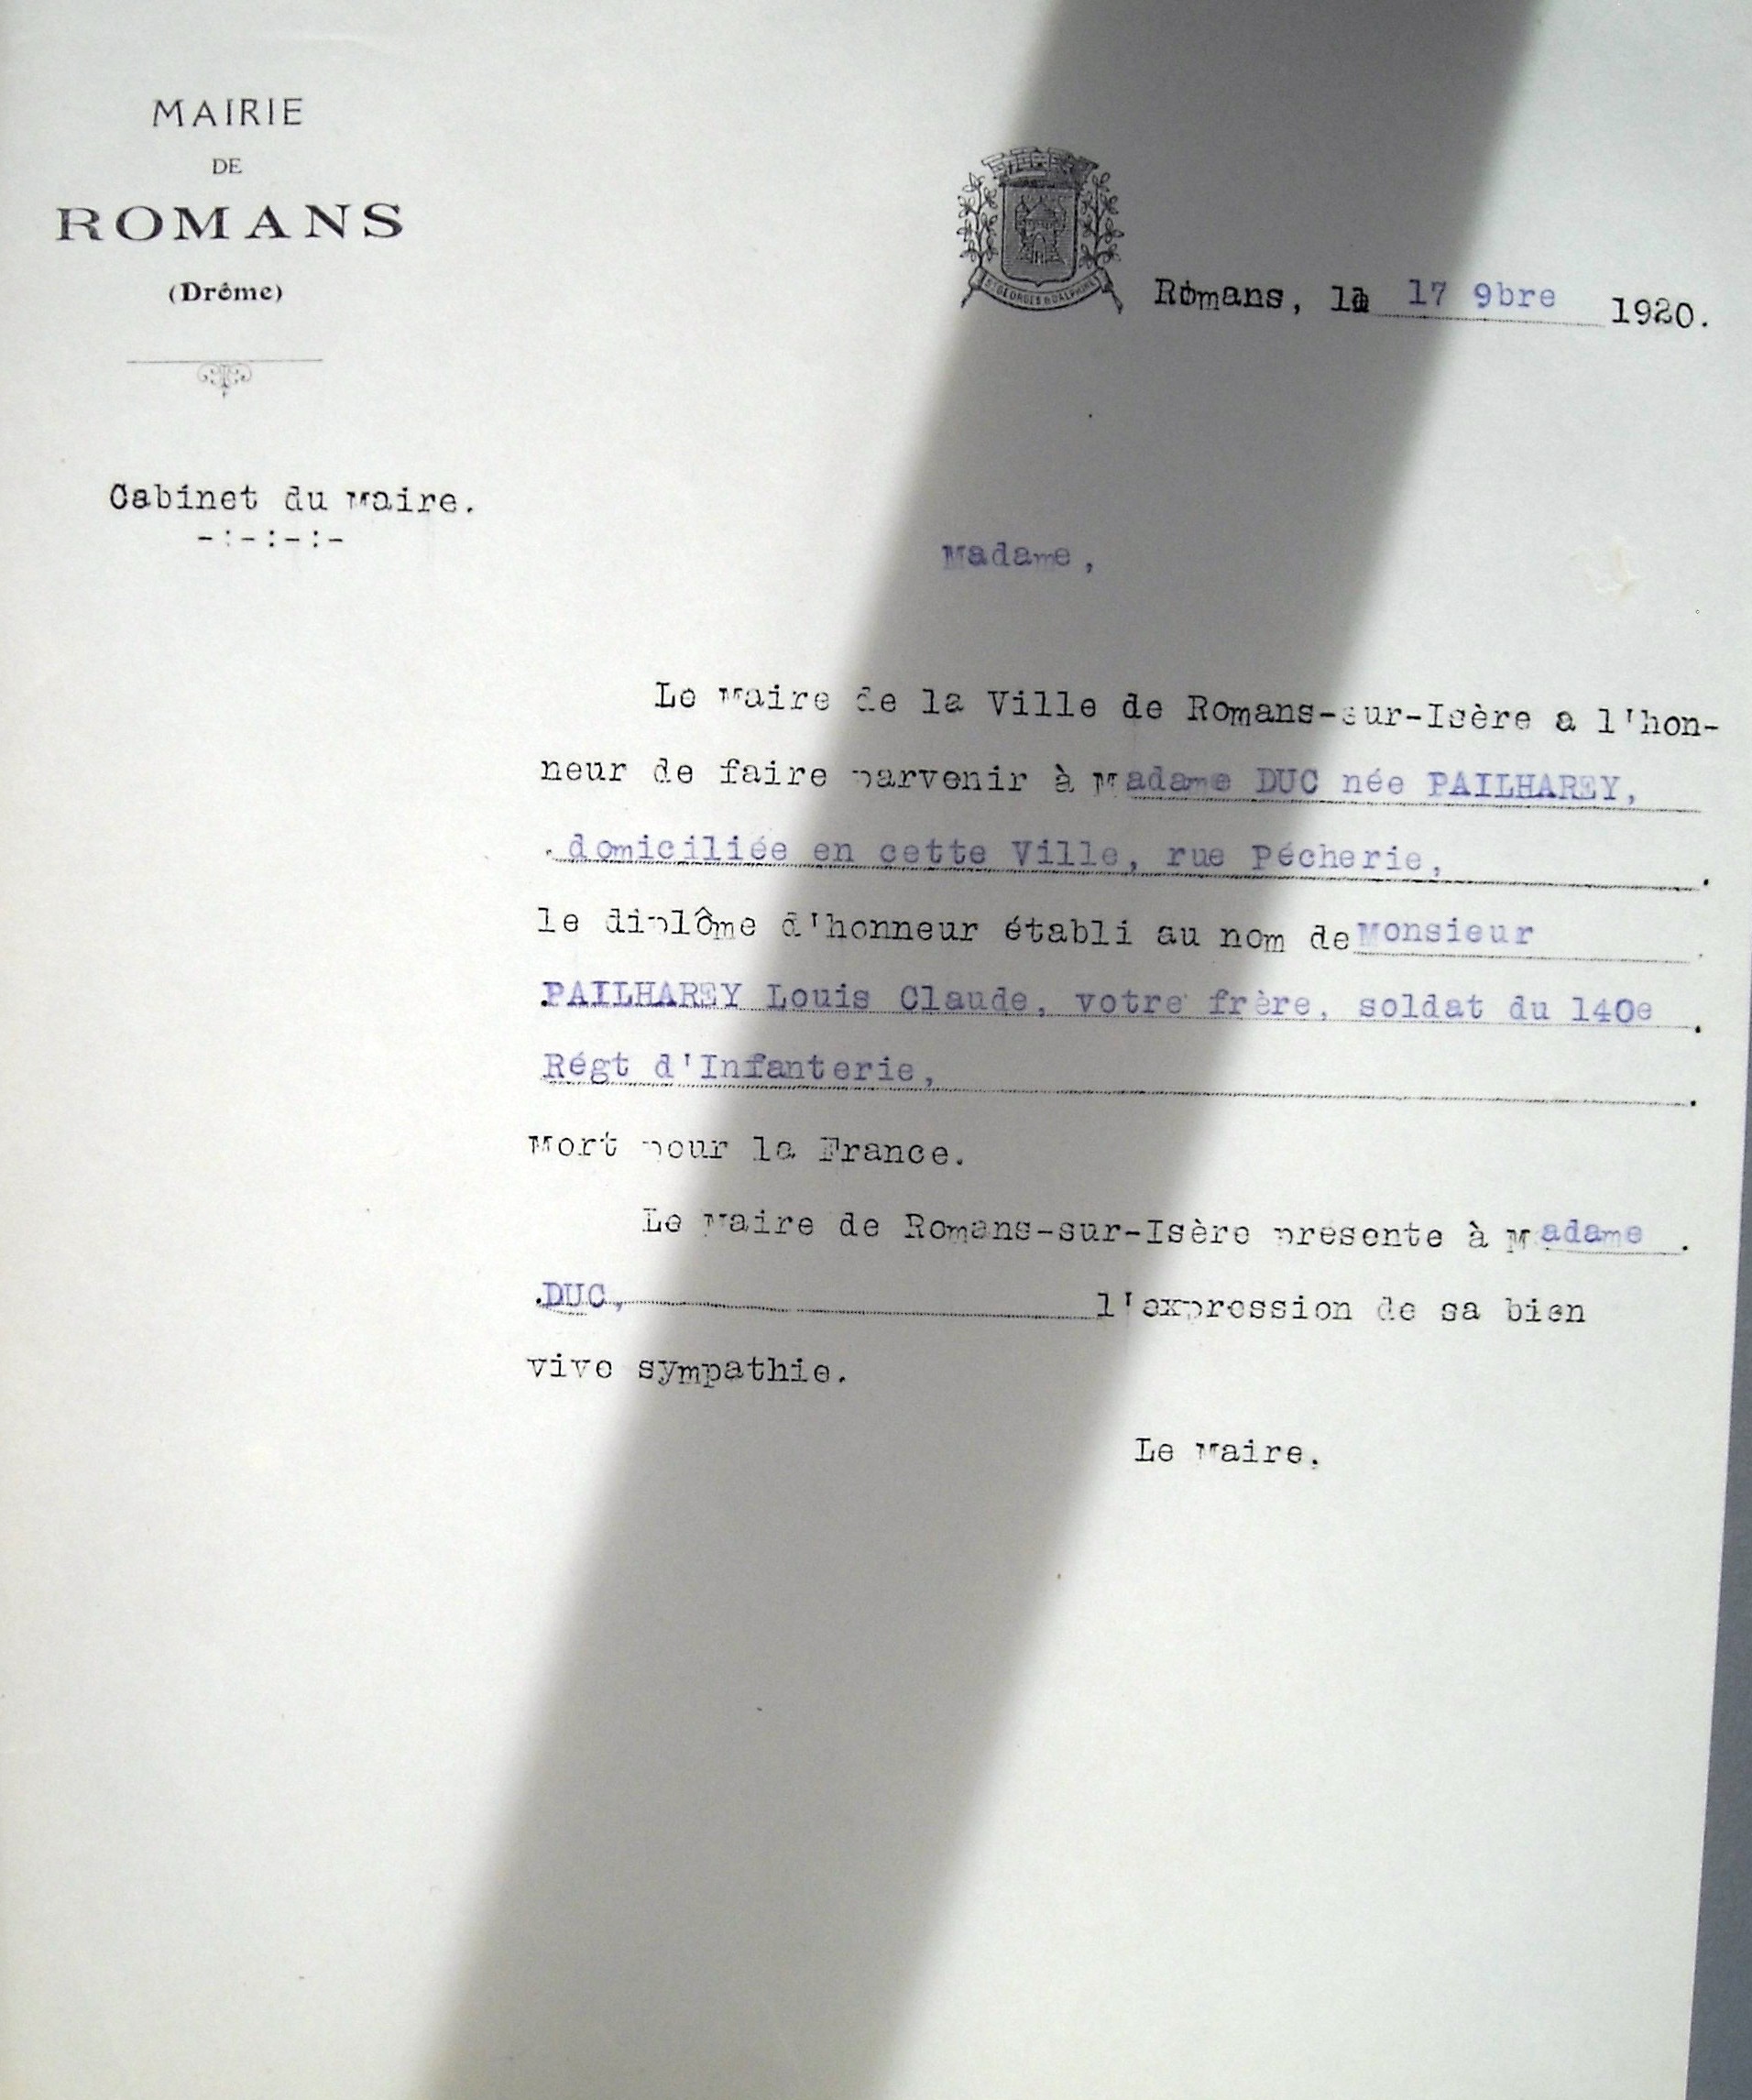 MAIRIE
DE
ROMANS
(Drôme)
Romans, le 17 9bre 1920.
Cabinet du Maire.
-:-:-:-
Madame,
Le Maire de la Ville de Romans-sur-Isère a l'hon-
neur de faire parvenir à Madame DUC née PAILHAREY,
domiciliée en cette Ville, rue Pécherie,
le diplôme d'honneur établi au nom de Monsieur
PAILHAREY Louis Claude, votre frère, soldat du 140e
Régt d'Infanterie,
Mort pour la France.
Le Maire de Romans-sur-Isère présente à Madame
DUC, l'expression de sa bien
vive sympathie.
Le Maire.